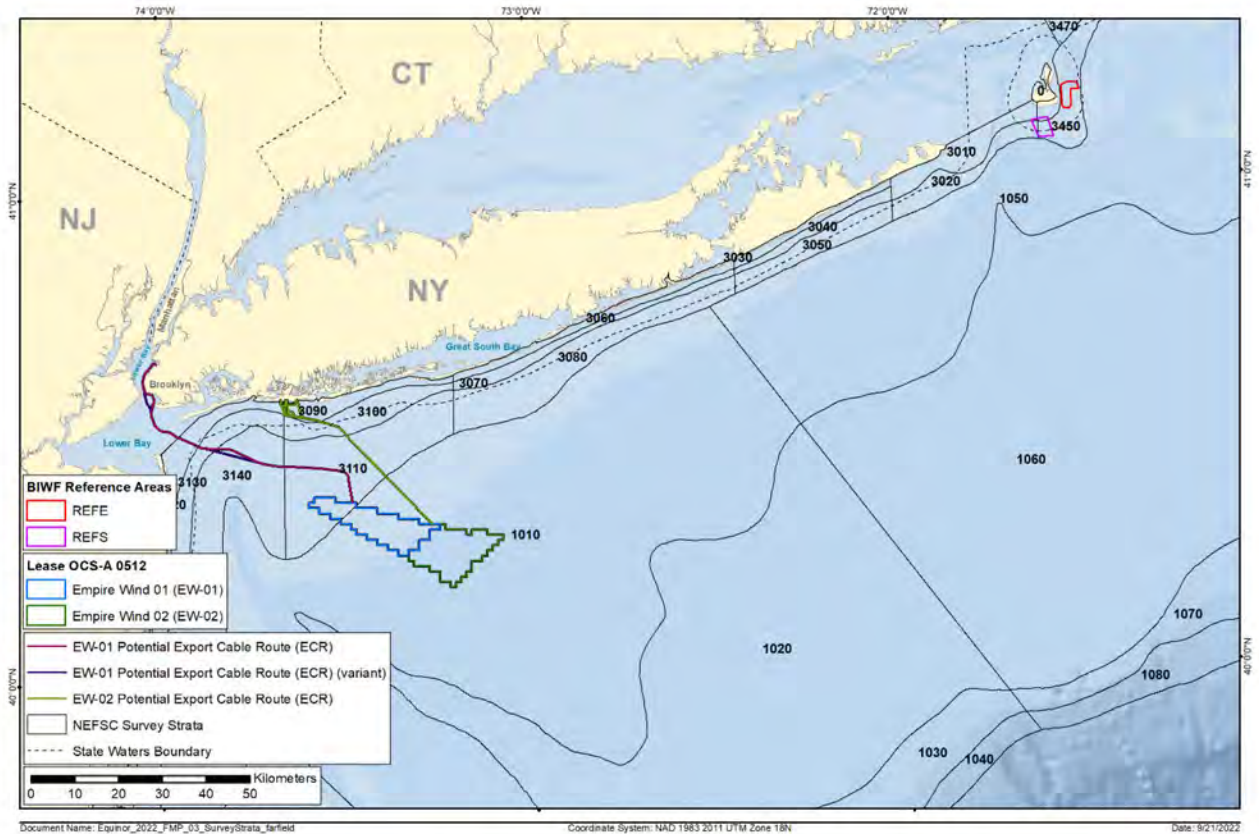 74°0'0"W
73°0'0"W
72°0'0"W
3470
CT
0
3450
3010
3020
41°0'0"N
41°0'0"N
1050
NJ
3040
3050
3030
Manhattan
NY
3060
Great South Bay
3080
Brooklyn
3070
3090
3100
Lower Bay
3110
1060
3140
3130
20
1010
BIWF Reference Areas
REFE
REFS
Lease OCS-A 0512
Empire Wind 01 (EW-01)
Empire Wind 02 (EW-02)
1070
EW-01 Potential Export Cable Route (ECR)
1020
40°0'0"N
EW-01 Potential Export Cable Route (ECR) (variant)
1080
40°0'0"N
EW-02 Potential Export Cable Route (ECR)
NEFSC Survey Strata
State Waters Boundary
1030
1040
Kilometers
0 10 20 30 40 50
Document Name: Equinor_2022_FMP_03_SurveyStrata_farfield
Coordinate System: NAD 1983 2011 UTM Zone 18N
Date: 9/21/2022